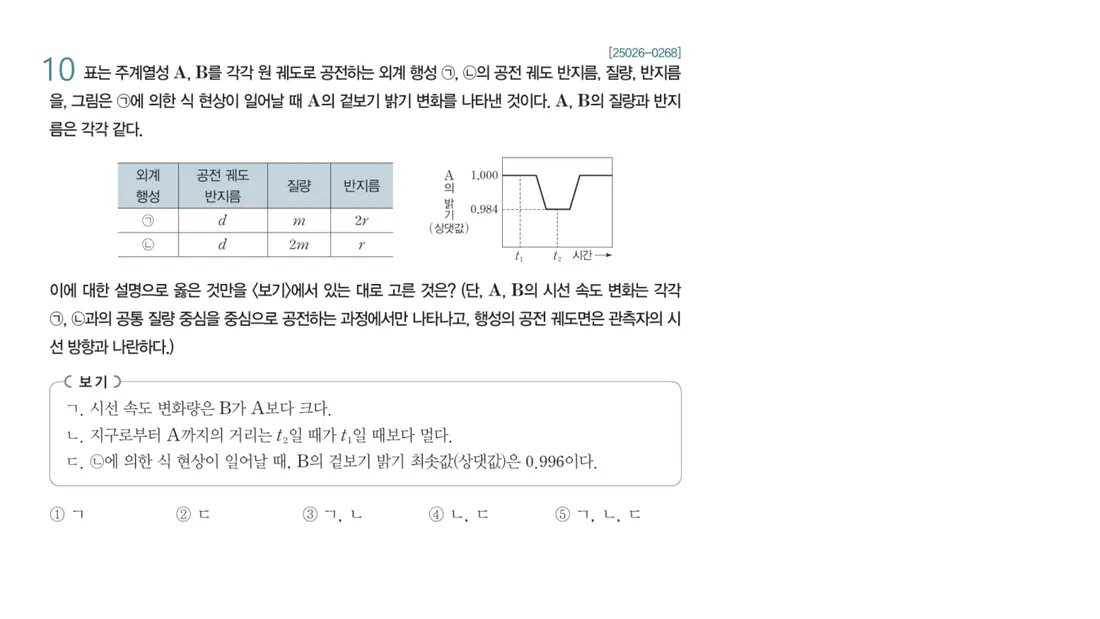 [25026-0268]
10 표는 주계열성 A, B를 각각 원 궤도로 공전하는 외계 행성 ㉠, ㉡의 공전 궤도 반지름, 질량, 반지름
을, 그림은 ㉠에 의한 식 현상이 일어날 때 A의 겉보기 밝기 변화를 나타낸 것이다. A, B의 질량과 반지
름은 각각 같다.
외계 행성 공전 궤도 반지름 질량 반지름
㉠ d m 2r
㉡ d 2m r
A의 밝기 (상댓값)
1.000
0.984
t₁ t₂ 시간 →
이에 대한 설명으로 옳은 것만을 〈보기〉에서 있는 대로 고른 것은? (단, A, B의 시선 속도 변화는 각각
㉠, ㉡과의 공통 질량 중심을 중심으로 공전하는 과정에서만 나타나고, 행성의 공전 궤도면은 관측자의 시
선 방향과 나란하다.)
보기
ㄱ. 시선 속도 변화량은 B가 A보다 크다.
ㄴ. 지구로부터 A까지의 거리는 t₂일 때가 t₁일 때보다 멀다.
ㄷ. ㉡에 의한 식 현상이 일어날 때, B의 겉보기 밝기 최솟값(상댓값)은 0.996이다.
① ㄱ ② ㄷ ③ ㄱ, ㄴ ④ ㄴ, ㄷ ⑤ ㄱ, ㄴ, ㄷ